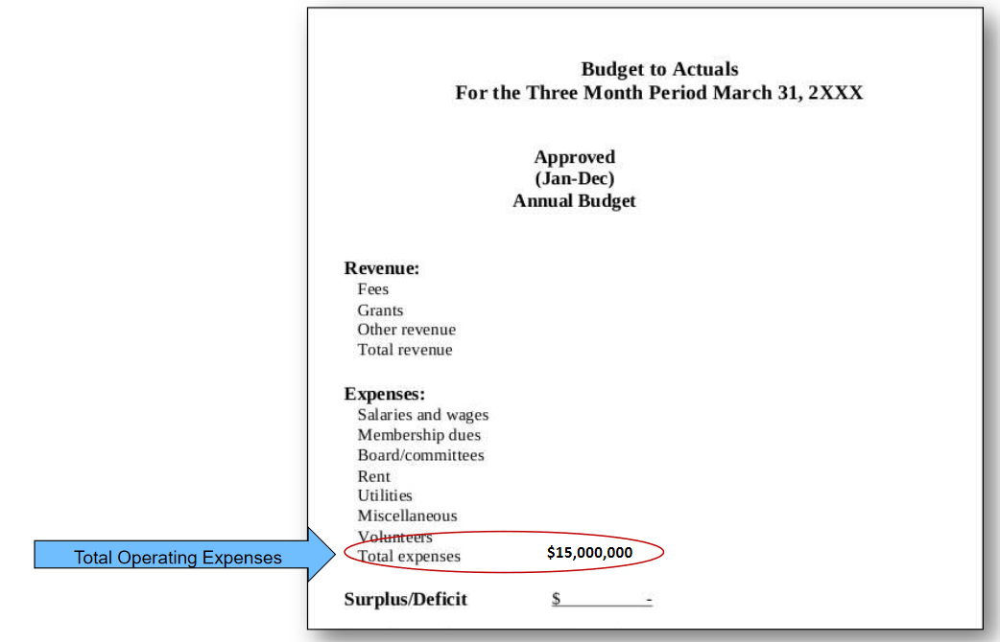 Budget to Actuals
For the Three Month Period March 31, 2XXX
Approved
(Jan-Dec)
Annual Budget
Revenue:
Fees
Grants
Other revenue
Total revenue
Expenses:
Salaries and wages
Membership dues
Board/committees
Rent
Utilities
Miscellaneous
Volunteers
Total Operating Expenses
Total expenses $15,000,000
Surplus/Deficit $ -